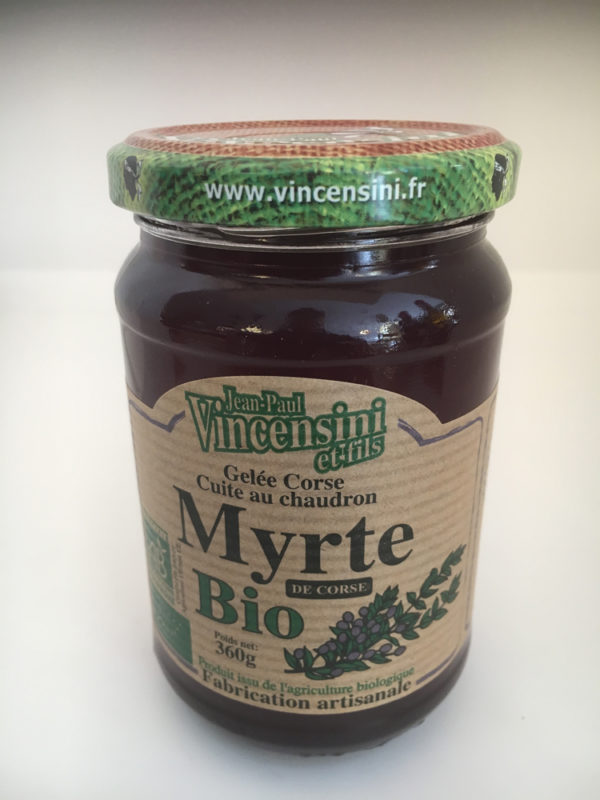 www.vincensini.fr
Jean-Paul
Vincensini
et fils
Gelée Corse
Cuite au chaudron
Myrte
DE CORSE
Bio
Poids net:
360g
Produit issu de l'agriculture biologique
Fabrication artisanale